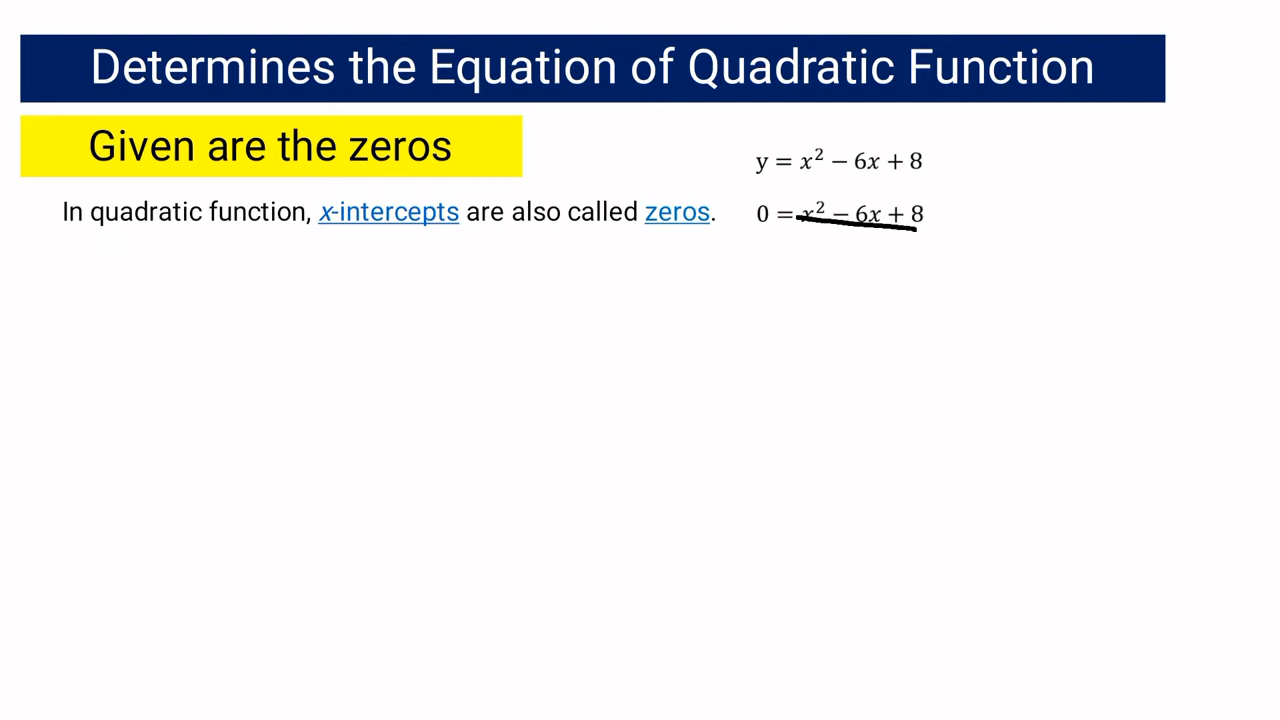 Determines the Equation of Quadratic Function
Given are the zeros
y = x² − 6x + 8
In quadratic function, x-intercepts are also called zeros.
0 = x² − 6x + 8